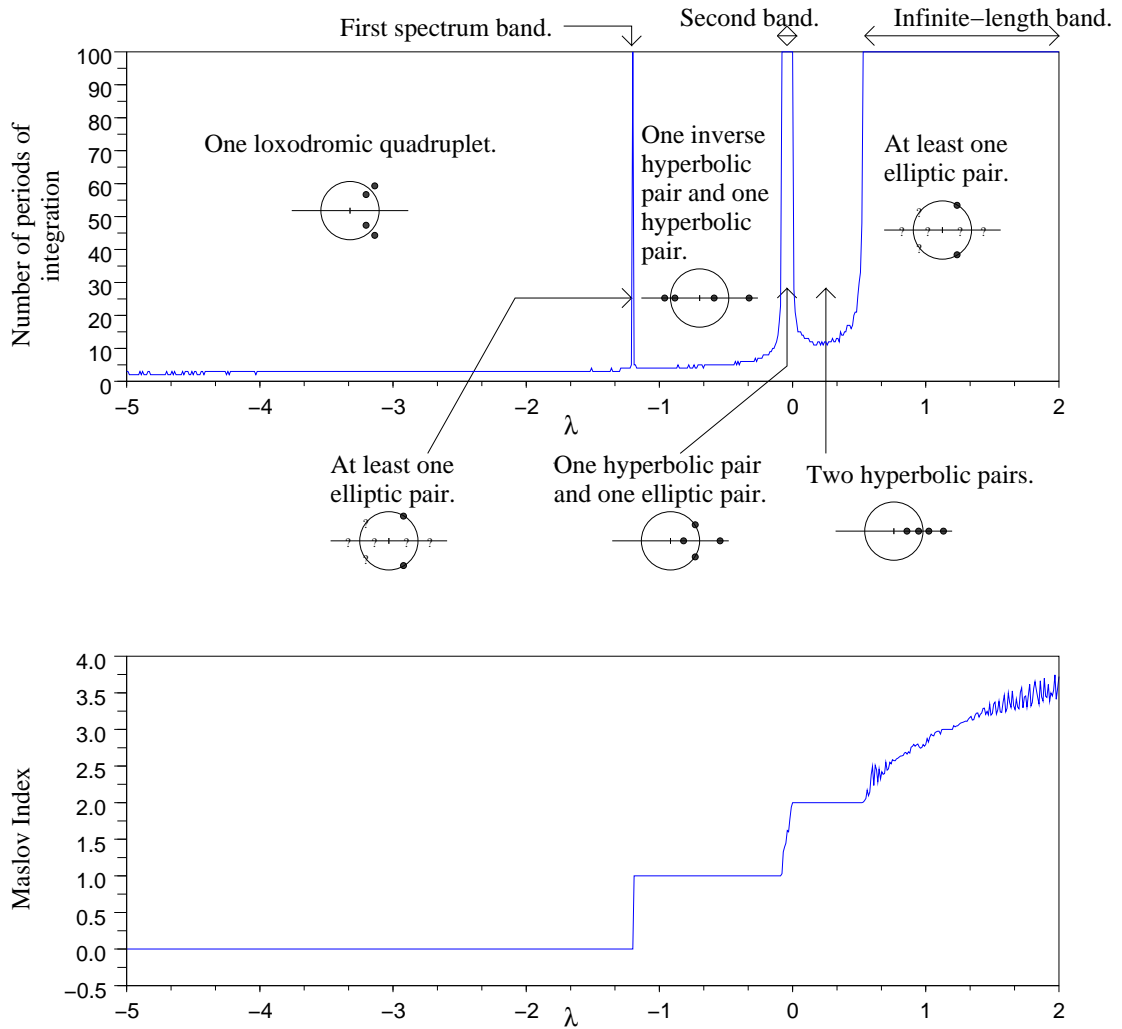 First spectrum band.
Second band.
Infinite−length band.
Number of periods of
integration
100
90
80
70
60
50
40
30
20
10
0
One loxodromic quadruplet.
One inverse
hyperbolic
pair and one
hyperbolic
pair.
At least one
elliptic pair.
?
? ? ? ?
?
−5 −4 −3 −2 −1 0 1 2
λ
At least one
elliptic pair.
?
? ? ? ?
?
One hyperbolic pair
and one elliptic pair.
Two hyperbolic pairs.
Maslov Index
4.0
3.5
3.0
2.5
2.0
1.5
1.0
0.5
0.0
−0.5
−5 −4 −3 −2 −1 0 1 2
λ